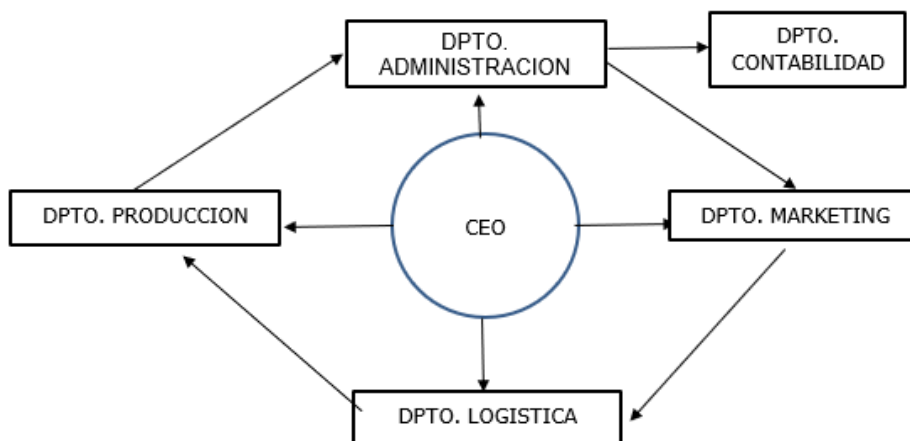 DPTO.
ADMINISTRACION
DPTO.
CONTABILIDAD
DPTO. PRODUCCION
CEO
DPTO. MARKETING
DPTO. LOGISTICA